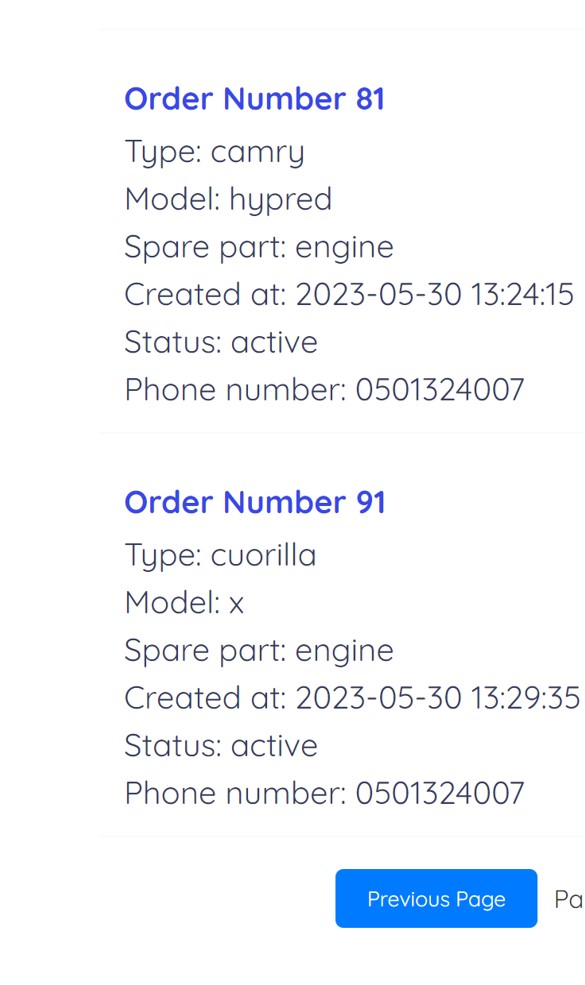 Order Number 81
Type: camry
Model: hypred
Spare part: engine
Created at: 2023-05-30 13:24:15
Status: active
Phone number: 0501324007
Order Number 91
Type: cuorilla
Model: x
Spare part: engine
Created at: 2023-05-30 13:29:35
Status: active
Phone number: 0501324007
Previous Page